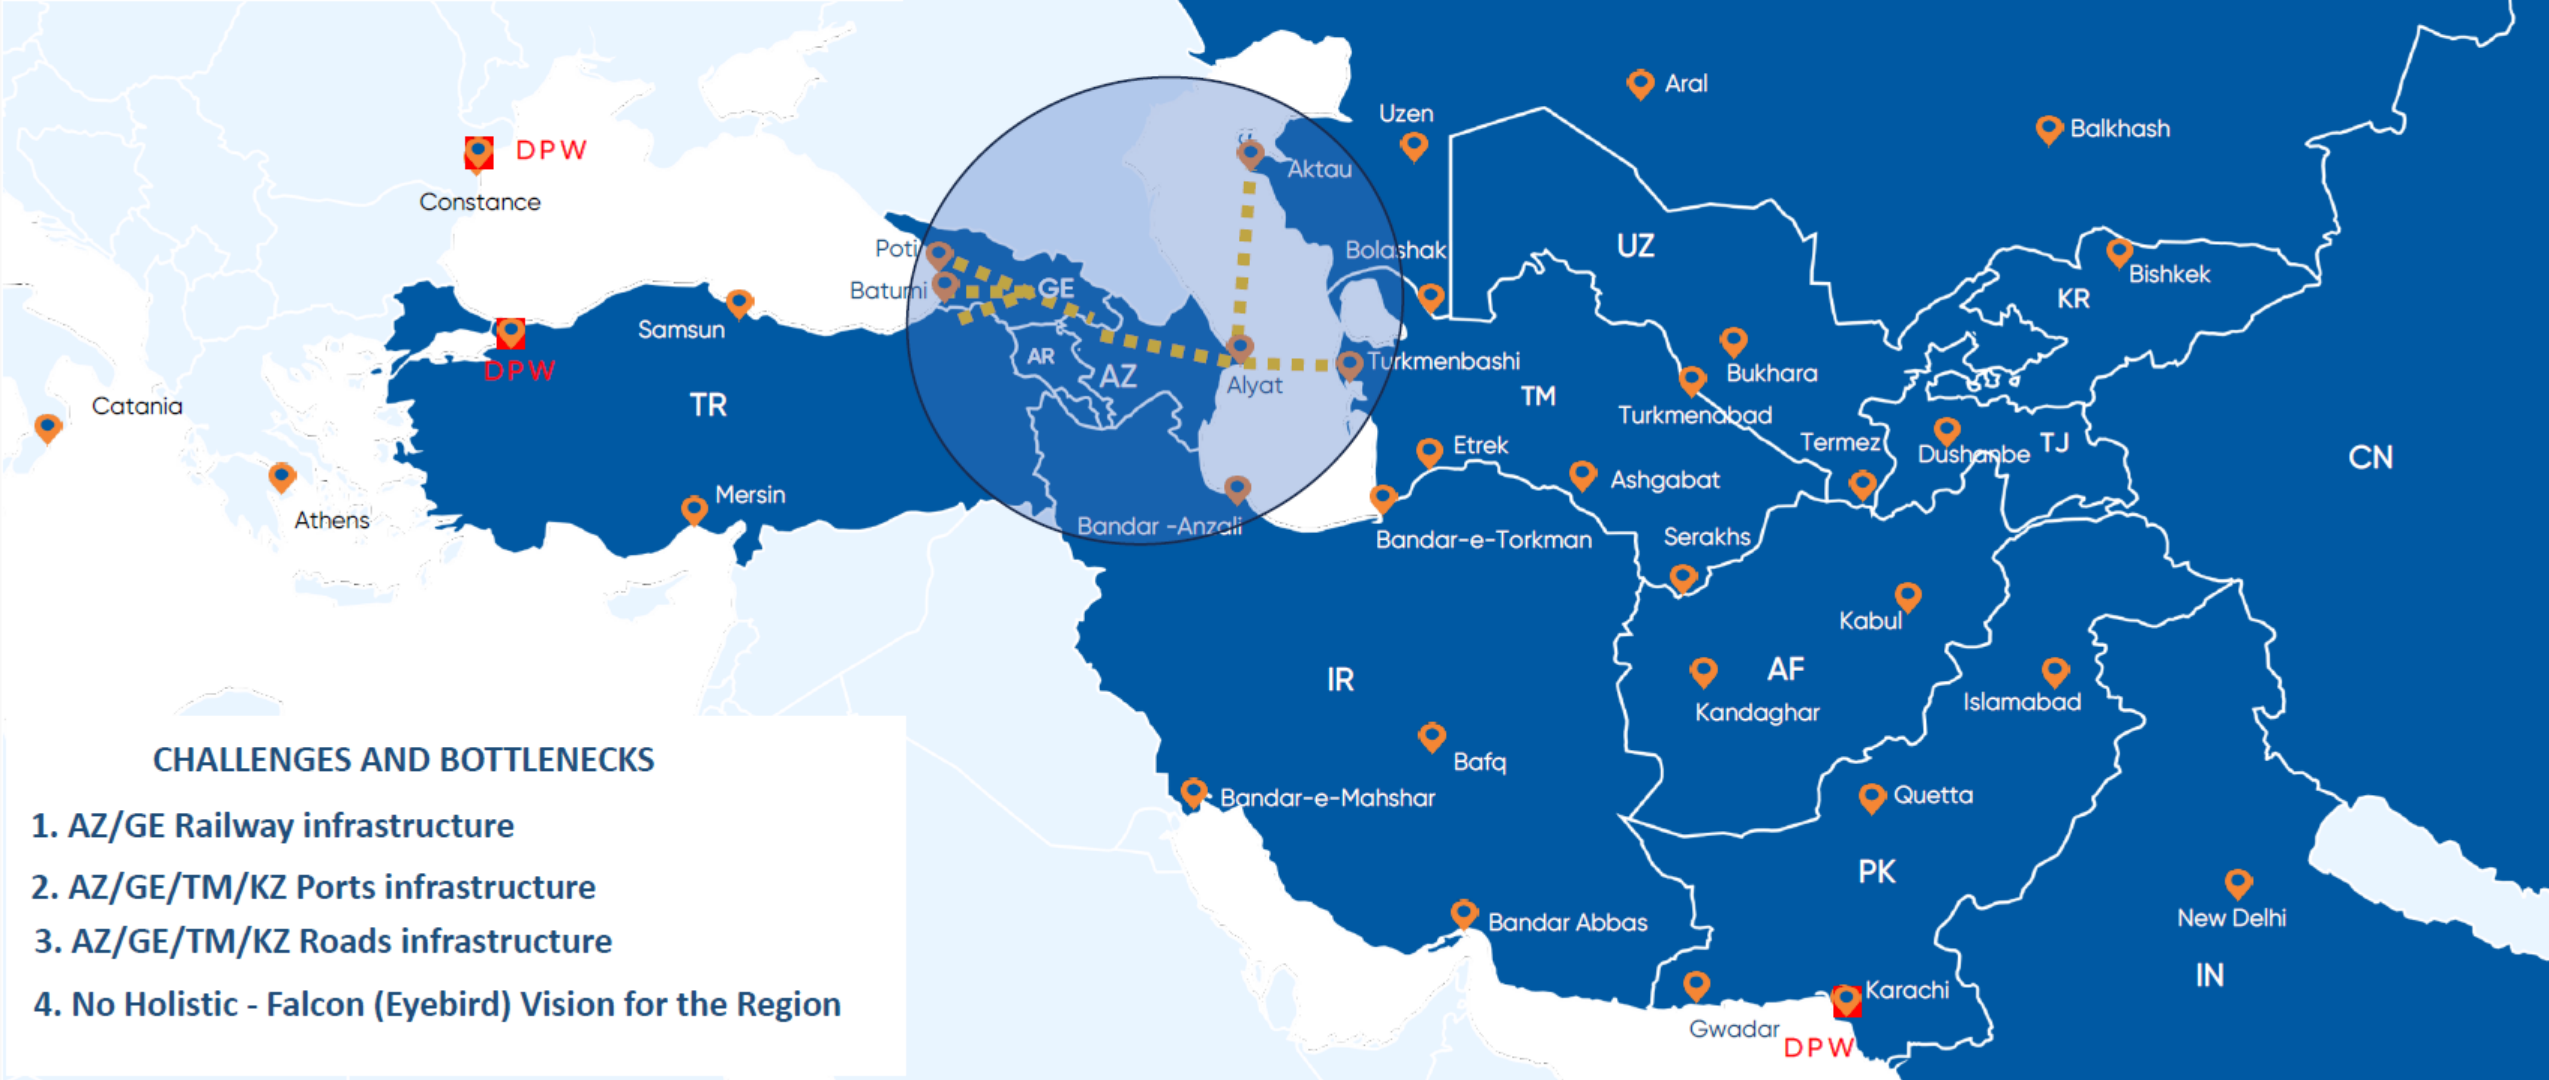 Aral
Uzen
Balkhash
DPW
Constance
Aktau
Poti
Bolashak
UZ
Bishkek
Batumi
GE
KR
Samsun
AR
AZ
Alyat
Turkmenbashi
Bukhara
DPW
TR
TM
Turkmenabad
Catania
Etrek
Termez
Dushanbe
TJ
CN
Ashgabat
Mersin
Athens
Bandar -Anzali
Bandar-e-Torkman
Serakhs
Kabul
IR
AF
Islamabad
Kandaghar
Bafq
Bandar-e-Mahshar
Quetta
PK
Bandar Abbas
New Delhi
IN
Karachi
Gwadar
DPW
CHALLENGES AND BOTTLENECKS
1. AZ/GE Railway infrastructure
2. AZ/GE/TM/KZ Ports infrastructure
3. AZ/GE/TM/KZ Roads infrastructure
4. No Holistic - Falcon (Eyebird) Vision for the Region